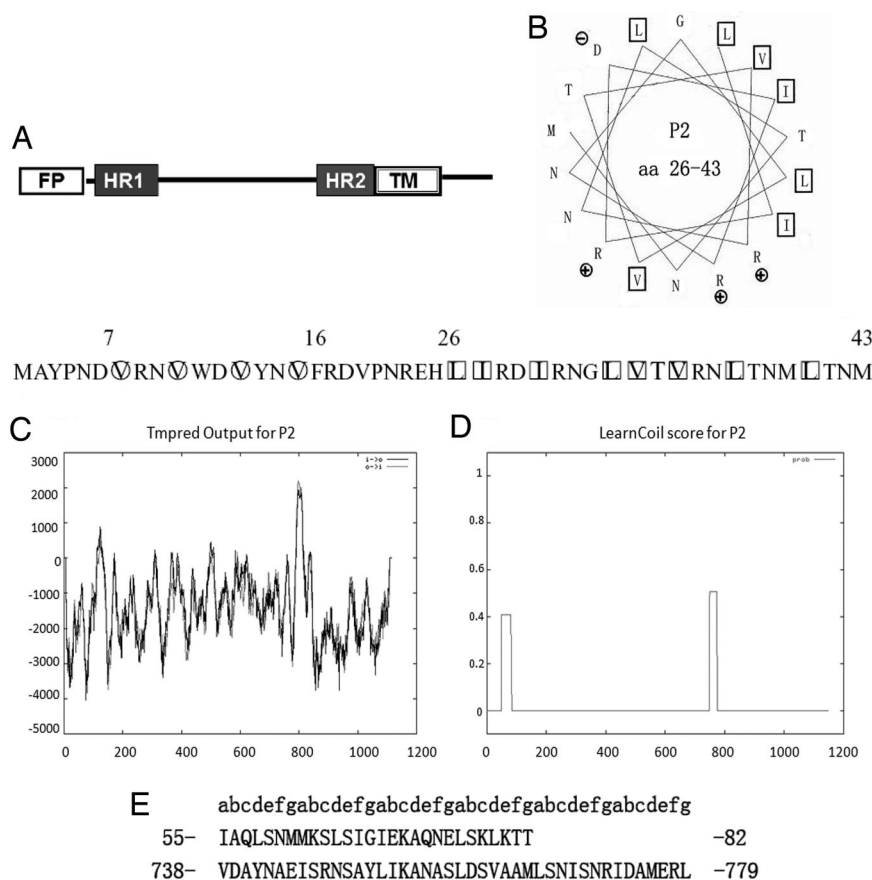 A
FP HR1 HR2 TM
B
G
L L
D V
⊖
T I
M T
P2
N aa 26-43 L
N I
R R
V N R
⊕ ⊕ ⊕
7 16 26 43
MAYPNDVRNVWDVYNVFRDVPNREHLIRDIRNGLVTVRNLTNMLTNM
C
Tmpred Output for P2
i->o
o->i
3000
2000
1000
0
-1000
-2000
-3000
-4000
-5000
0 200 400 600 800 1000 1200
D
LearnCoil score for P2
prob
1
0.8
0.6
0.4
0.2
0
0 200 400 600 800 1000 1200
E
abcdefgabcdefgabcdefgabcdefgabcdefgabcdefg
55- IAQLSNMMKSLSIGIEKAQNELSKLKTT -82
738- VDAYNAEISRNSAYLIKANASLDSVAAMLSNISNRIDAMERL -779